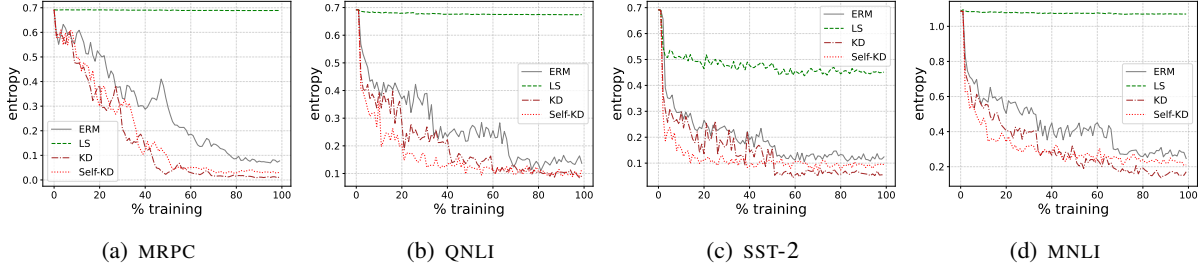 0.7
0.6
0.5
0.4
0.3
0.2
0.1
0.0
entropy
0 20 40 60 80 100
% training
ERM
LS
KD
Self-KD
(a) MRPC
0.7
0.6
0.5
0.4
0.3
0.2
0.1
entropy
0 20 40 60 80 100
% training
ERM
LS
KD
Self-KD
(b) QNLI
0.7
0.6
0.5
0.4
0.3
0.2
0.1
entropy
0 20 40 60 80 100
% training
ERM
LS
KD
Self-KD
(c) SST-2
1.0
0.8
0.6
0.4
0.2
entropy
0 20 40 60 80 100
% training
ERM
LS
KD
Self-KD
(d) MNLI